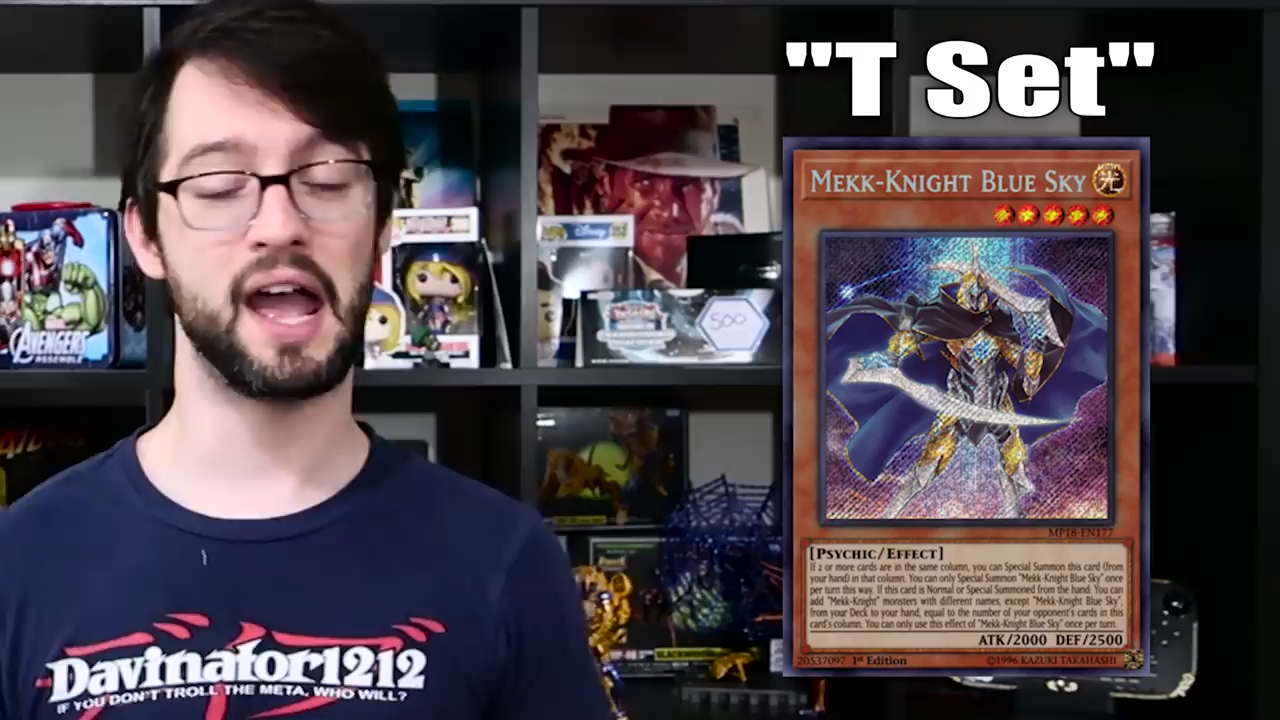 "T Set"
MEKK-KNIGHT BLUE SKY
光
MP18-EN177
[PSYCHIC/EFFECT]
If 2 or more cards are in the same column, you can Special Summon this card (from
your hand) in that column. You can only Special Summon "Mekk-Knight Blue Sky" once
per turn this way. If this card is Normal or Special Summoned from the hand: You can
add "Mekk-Knight" monsters with different names, except "Mekk-Knight Blue Sky",
from your Deck to your hand, equal to the number of your opponent's cards in this
card's column. You can only use this effect of "Mekk-Knight Blue Sky" once per turn.
ATK/2000 DEF/2500
20537097 1st Edition
©1996 KAZUKI TAKAHASHI
AVENGERS
ASSEMBLE
Disney
500
Davinator1212
IF YOU DON'T TROLL THE META, WHO WILL?